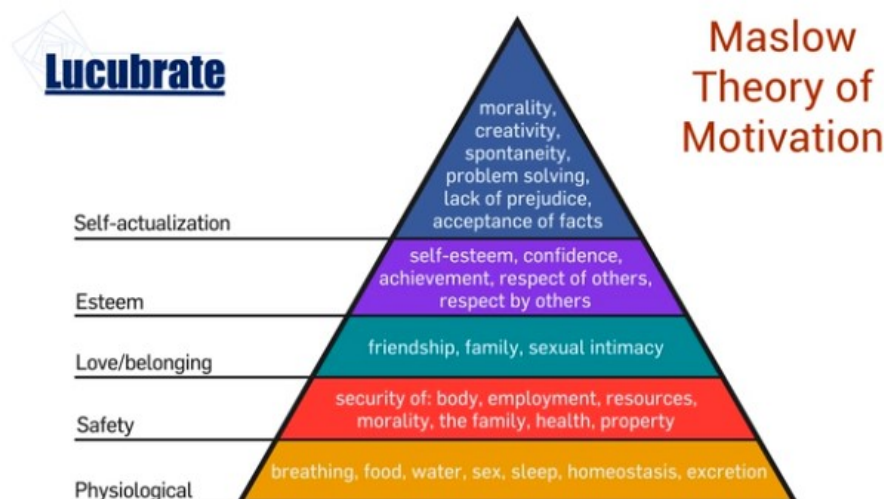 Lucubrate
Maslow
Theory of
Motivation
morality,
creativity,
spontaneity,
problem solving,
lack of prejudice,
acceptance of facts
Self-actualization
self-esteem, confidence,
achievement, respect of others,
respect by others
Esteem
friendship, family, sexual intimacy
Love/belonging
security of: body, employment, resources,
morality, the family, health, property
Safety
breathing, food, water, sex, sleep, homeostasis, excretion
Physiological